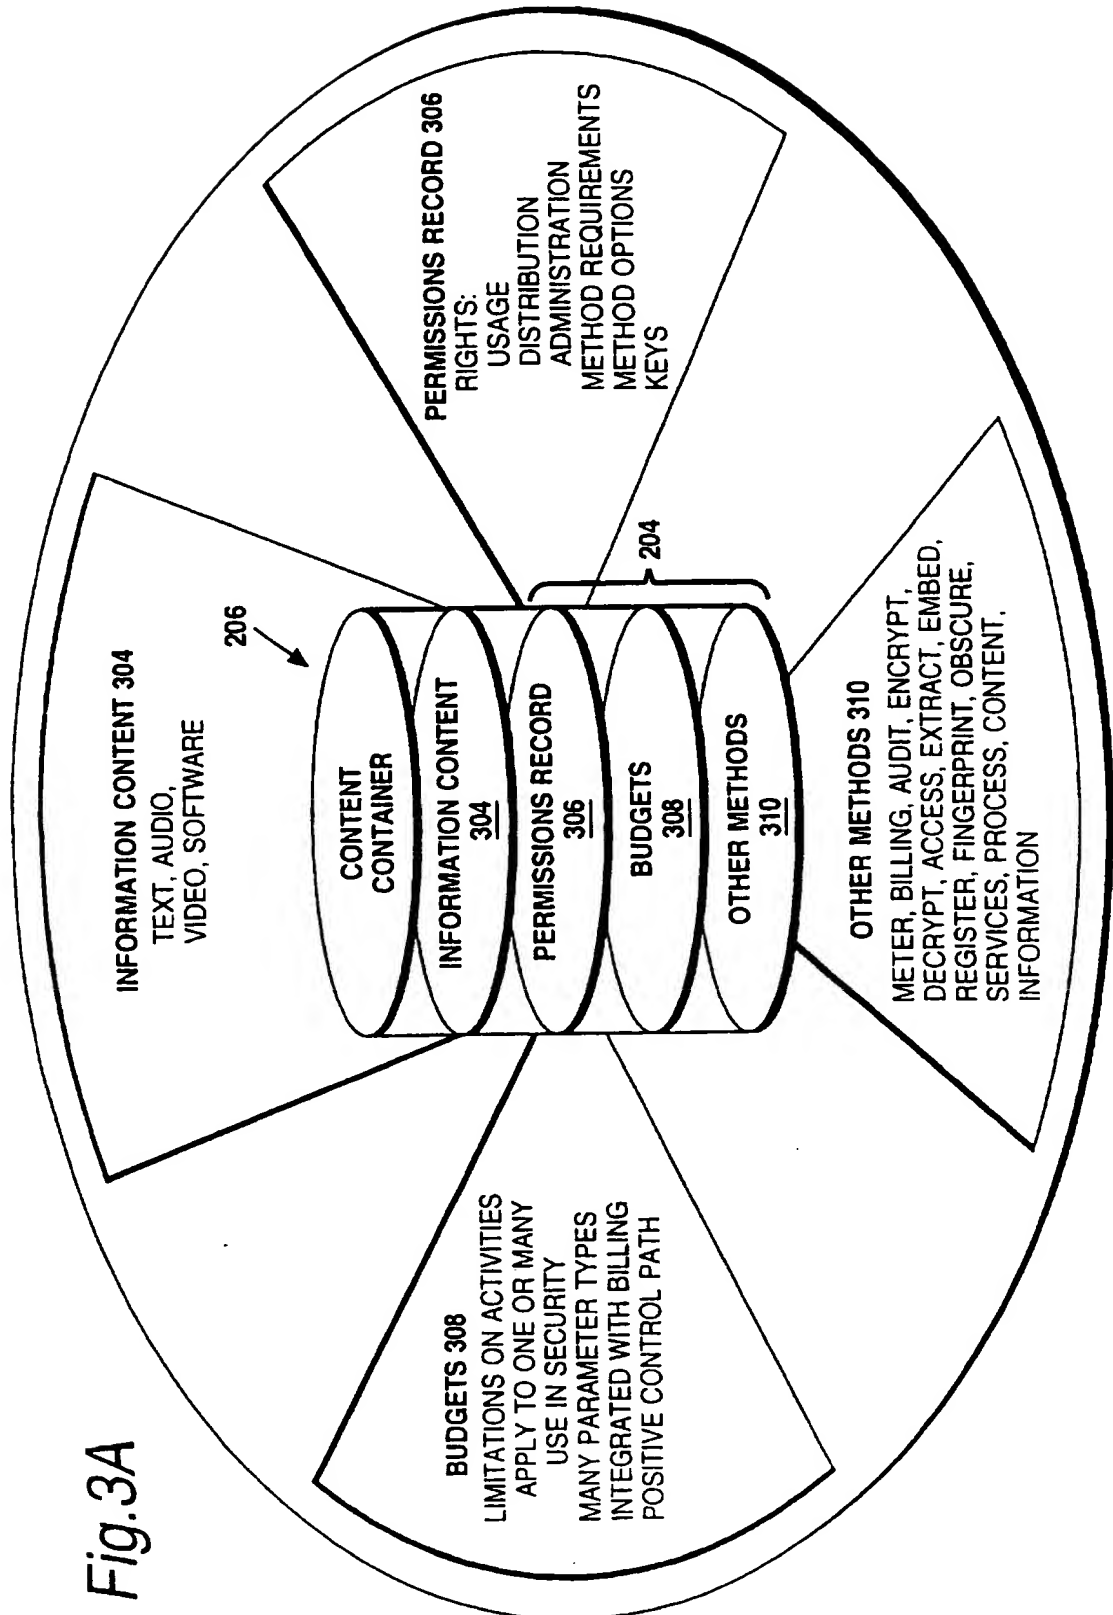 Fig.3A
INFORMATION CONTENT 304
TEXT, AUDIO,
VIDEO, SOFTWARE
206
BUDGETS 308
LIMITATIONS ON ACTIVITIES
APPLY TO ONE OR MANY
USE IN SECURITY
MANY PARAMETER TYPES
INTEGRATED WITH BILLING
POSITIVE CONTROL PATH
CONTENT
CONTAINER
INFORMATION CONTENT
304
PERMISSIONS RECORD
306
BUDGETS
308
OTHER METHODS
310
204
PERMISSIONS RECORD 306
RIGHTS:
USAGE
DISTRIBUTION
ADMINISTRATION
METHOD REQUIREMENTS
METHOD OPTIONS
KEYS
OTHER METHODS 310
METER, BILLING, AUDIT, ENCRYPT,
DECRYPT, ACCESS, EXTRACT, EMBED,
REGISTER, FINGERPRINT, OBSCURE,
SERVICES, PROCESS, CONTENT,
INFORMATION